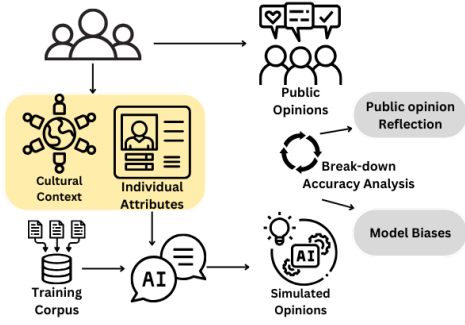 Public
Opinions
Public opinion
Reflection
Cultural
Context
Individual
Attributes
Break-down
Accuracy Analysis
Model Biases
Training
Corpus
AI
AI
Simulated
Opinions